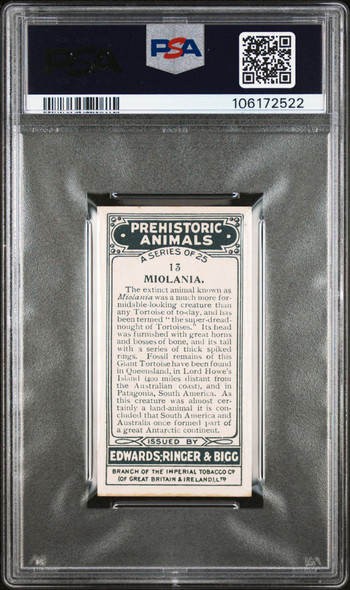 PSA
PSA
106172522
PREHISTORIC
ANIMALS
A SERIES OF 25
13
MIOLANIA.
The extinct animal known as
Miolania was a much more for-
midable-looking creature than
any Tortoise of to-day, and has
been termed "the super-dread-
nought of Tortoises." Its head
was furnished with great horns
and bosses of bone, and its tail
with a series of thick spiked
rings. Fossil remains of this
Giant Tortoise have been found
in Queensland, in Lord Howe's
Island (400 miles distant from
the Australian coast), and in
Patagonia, South America. As
this creature was almost cer-
tainly a land-animal it is con-
cluded that South America and
Australia once formed part of
a great Antarctic continent.
ISSUED BY
EDWARDS, RINGER & BIGG
BRANCH OF THE IMPERIAL TOBACCO Co
(OF GREAT BRITAIN & IRELAND), LTD